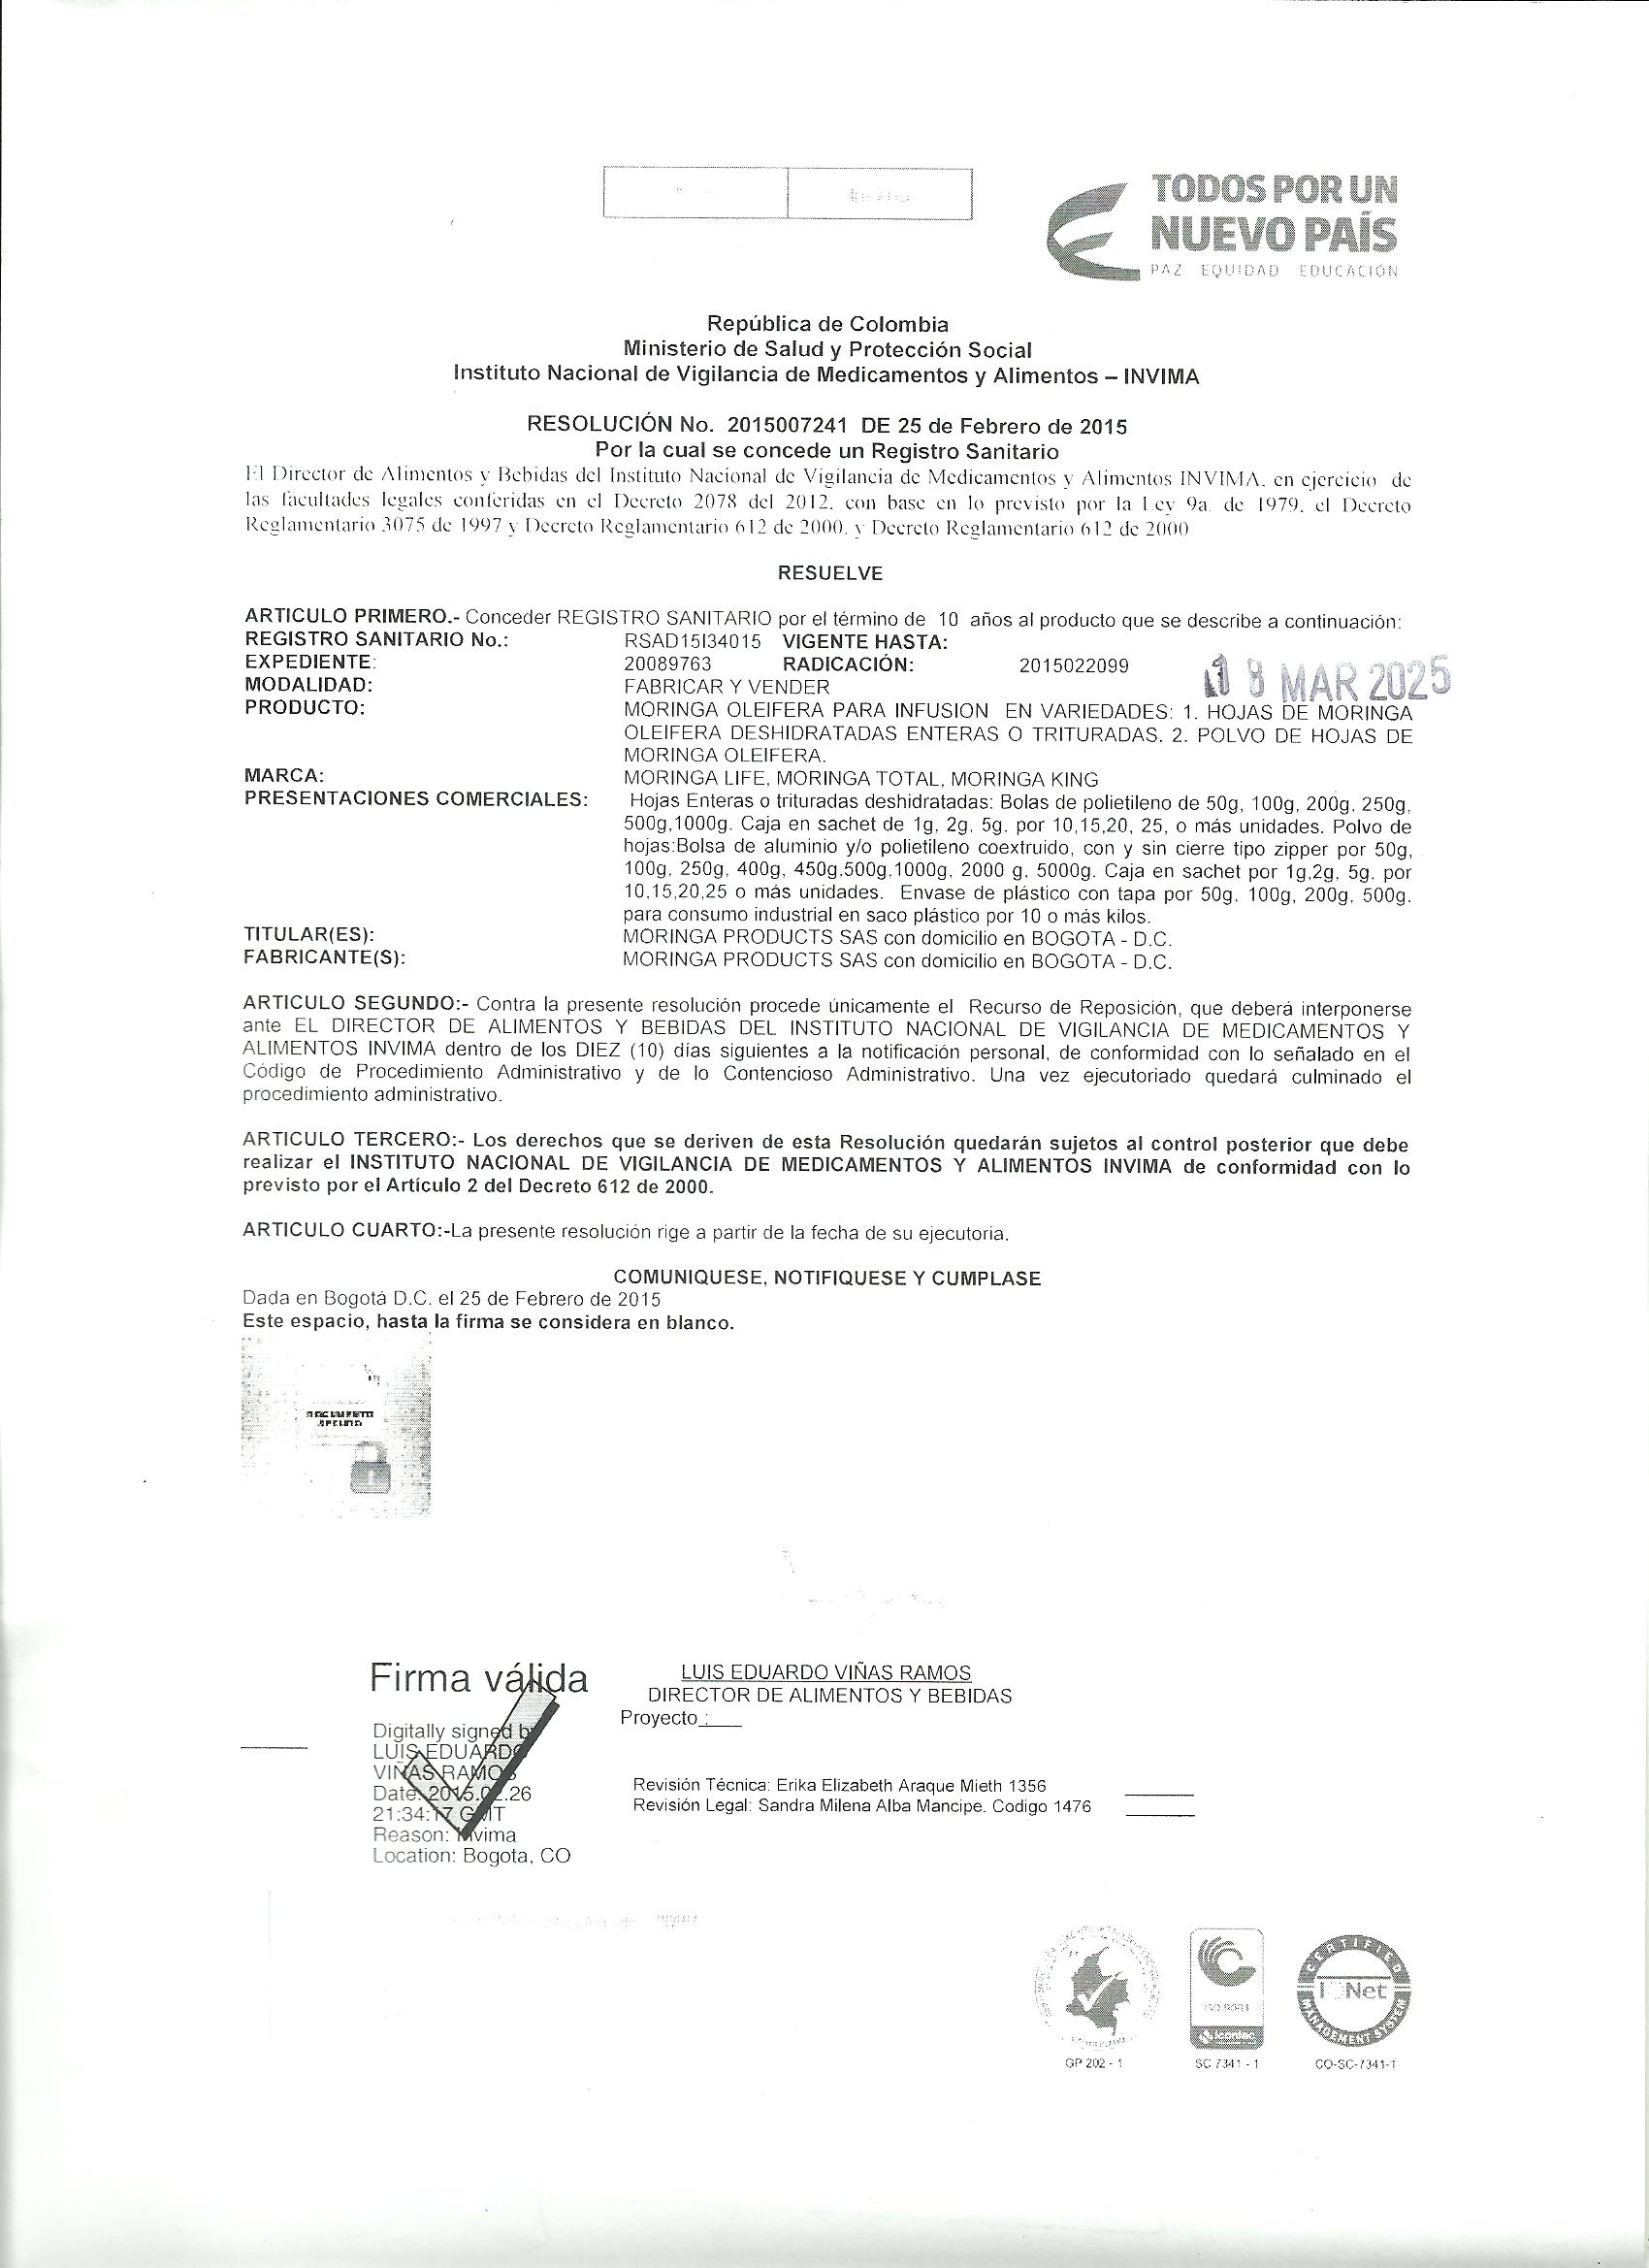 TODOS POR UN
NUEVO PAÍS
PAZ EQUIDAD EDUCACIÓN
República de Colombia
Ministerio de Salud y Protección Social
Instituto Nacional de Vigilancia de Medicamentos y Alimentos – INVIMA
RESOLUCIÓN No. 2015007241 DE 25 de Febrero de 2015
Por la cual se concede un Registro Sanitario
El Director de Alimentos y Bebidas del Instituto Nacional de Vigilancia de Medicamentos y Alimentos INVIMA, en ejercicio de
las facultades legales conferidas en el Decreto 2078 del 2012, con base en lo previsto por la Ley 9a. de 1979, el Decreto
Reglamentario 3075 de 1997 y Decreto Reglamentario 612 de 2000, y Decreto Reglamentario 612 de 2000
RESUELVE
ARTICULO PRIMERO.- Conceder REGISTRO SANITARIO por el término de 10 años al producto que se describe a continuación:
REGISTRO SANITARIO No.: RSAD15I34015 VIGENTE HASTA:
EXPEDIENTE: 20089763 RADICACIÓN: 2015022099
18 MAR 2025
MODALIDAD: FABRICAR Y VENDER
PRODUCTO: MORINGA OLEIFERA PARA INFUSION EN VARIEDADES: 1. HOJAS DE MORINGA
OLEIFERA DESHIDRATADAS ENTERAS O TRITURADAS. 2. POLVO DE HOJAS DE
MORINGA OLEIFERA.
MARCA: MORINGA LIFE, MORINGA TOTAL, MORINGA KING
PRESENTACIONES COMERCIALES: Hojas Enteras o trituradas deshidratadas: Bolas de polietileno de 50g, 100g, 200g, 250g,
500g,1000g. Caja en sachet de 1g, 2g, 5g, por 10,15,20, 25, o más unidades. Polvo de
hojas:Bolsa de aluminio y/o polietileno coextruido, con y sin cierre tipo zipper por 50g,
100g, 250g, 400g, 450g,500g,1000g, 2000 g, 5000g. Caja en sachet por 1g,2g, 5g, por
10,15,20,25 o más unidades. Envase de plástico con tapa por 50g, 100g, 200g, 500g.
para consumo industrial en saco plástico por 10 o más kilos.
TITULAR(ES): MORINGA PRODUCTS SAS con domicilio en BOGOTA - D.C.
FABRICANTE(S): MORINGA PRODUCTS SAS con domicilio en BOGOTA - D.C.
ARTICULO SEGUNDO:- Contra la presente resolución procede únicamente el Recurso de Reposición, que deberá interponerse
ante EL DIRECTOR DE ALIMENTOS Y BEBIDAS DEL INSTITUTO NACIONAL DE VIGILANCIA DE MEDICAMENTOS Y
ALIMENTOS INVIMA dentro de los DIEZ (10) días siguientes a la notificación personal, de conformidad con lo señalado en el
Código de Procedimiento Administrativo y de lo Contencioso Administrativo. Una vez ejecutoriado quedará culminado el
procedimiento administrativo.
ARTICULO TERCERO:- Los derechos que se deriven de esta Resolución quedarán sujetos al control posterior que debe
realizar el INSTITUTO NACIONAL DE VIGILANCIA DE MEDICAMENTOS Y ALIMENTOS INVIMA de conformidad con lo
previsto por el Artículo 2 del Decreto 612 de 2000.
ARTICULO CUARTO:-La presente resolución rige a partir de la fecha de su ejecutoria.
COMUNIQUESE, NOTIFIQUESE Y CUMPLASE
Dada en Bogotá D.C. el 25 de Febrero de 2015
Este espacio, hasta la firma se considera en blanco.
DOCUMENTO
Firma válida
Digitally signed by
LUIS EDUARDO
VIÑAS RAMOS
Date: 2015.02.26
21:34:17 GMT
Reason: Invima
Location: Bogota, CO
LUIS EDUARDO VIÑAS RAMOS
DIRECTOR DE ALIMENTOS Y BEBIDAS
Proyecto :___
Revisión Técnica: Erika Elizabeth Araque Mieth 1356
Revisión Legal: Sandra Milena Alba Mancipe. Codigo 1476
GP 202 - 1
ISO 9001
icontec
SC 7341 - 1
CERTIFIED
IQNet
MANAGEMENT SYSTEM
CO-SC-7341-1